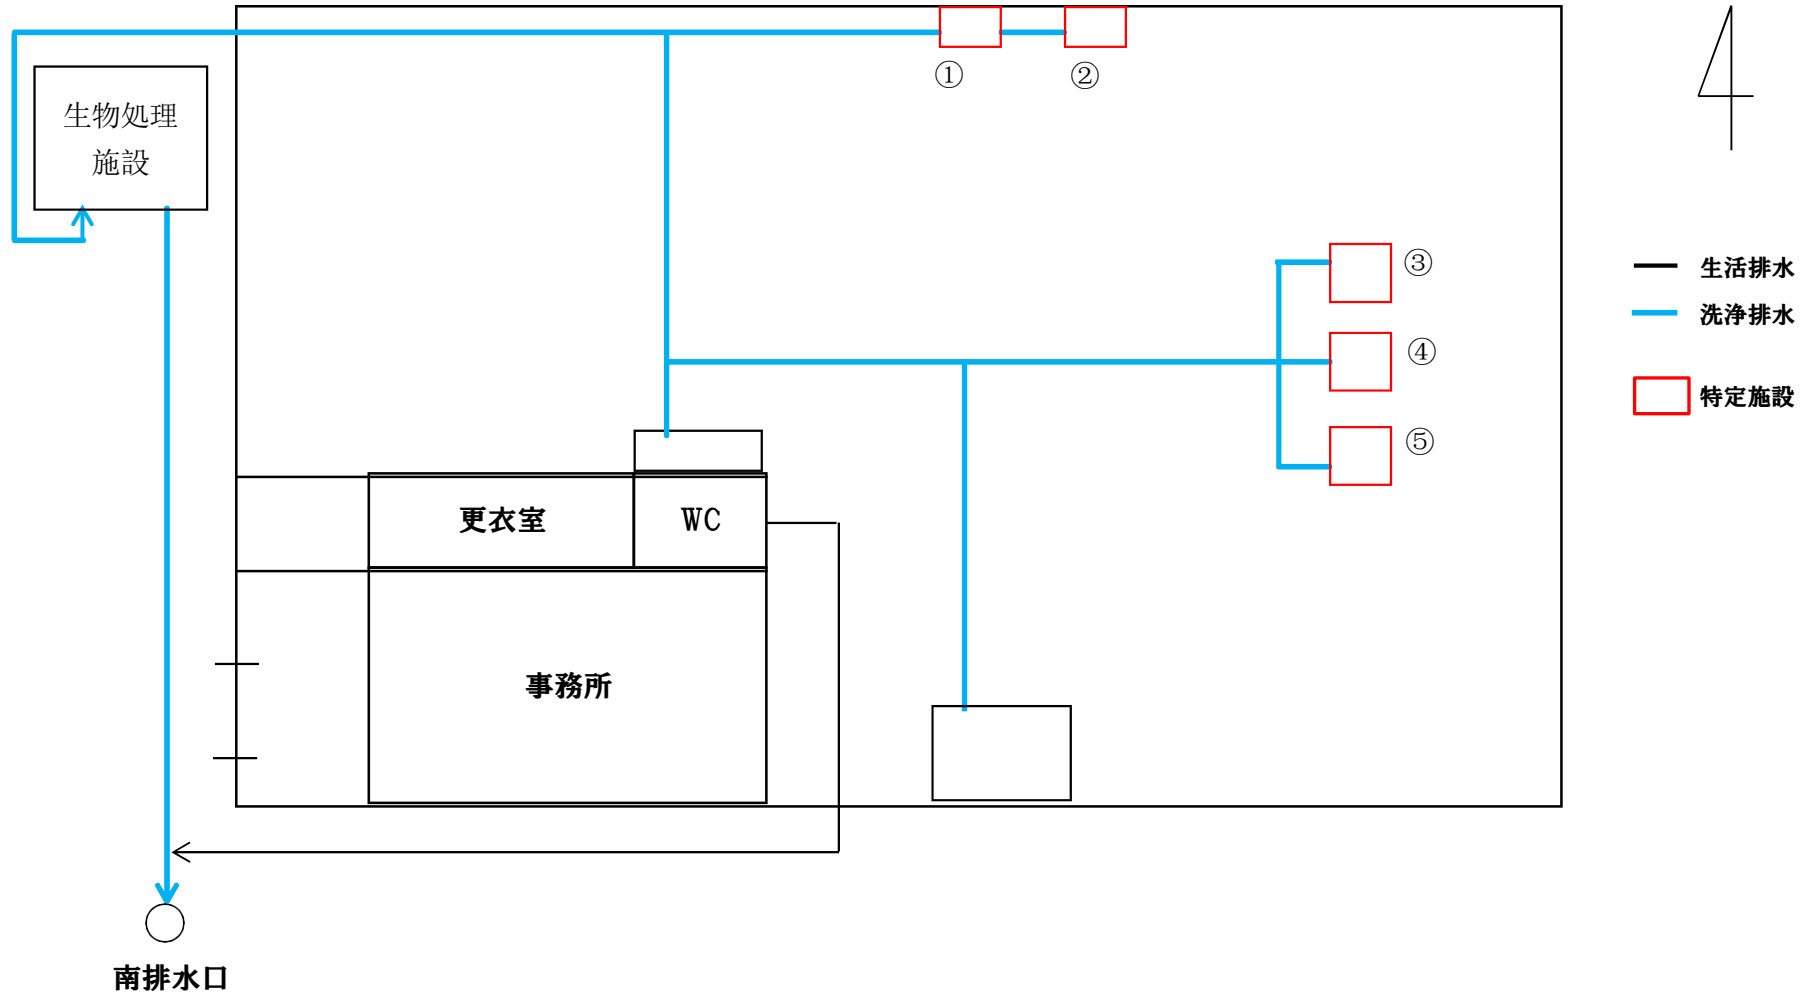 ①
②
生物処理
施設
③
生活排水
洗浄排水
④
特定施設
⑤
更衣室
WC
事務所
南排水口